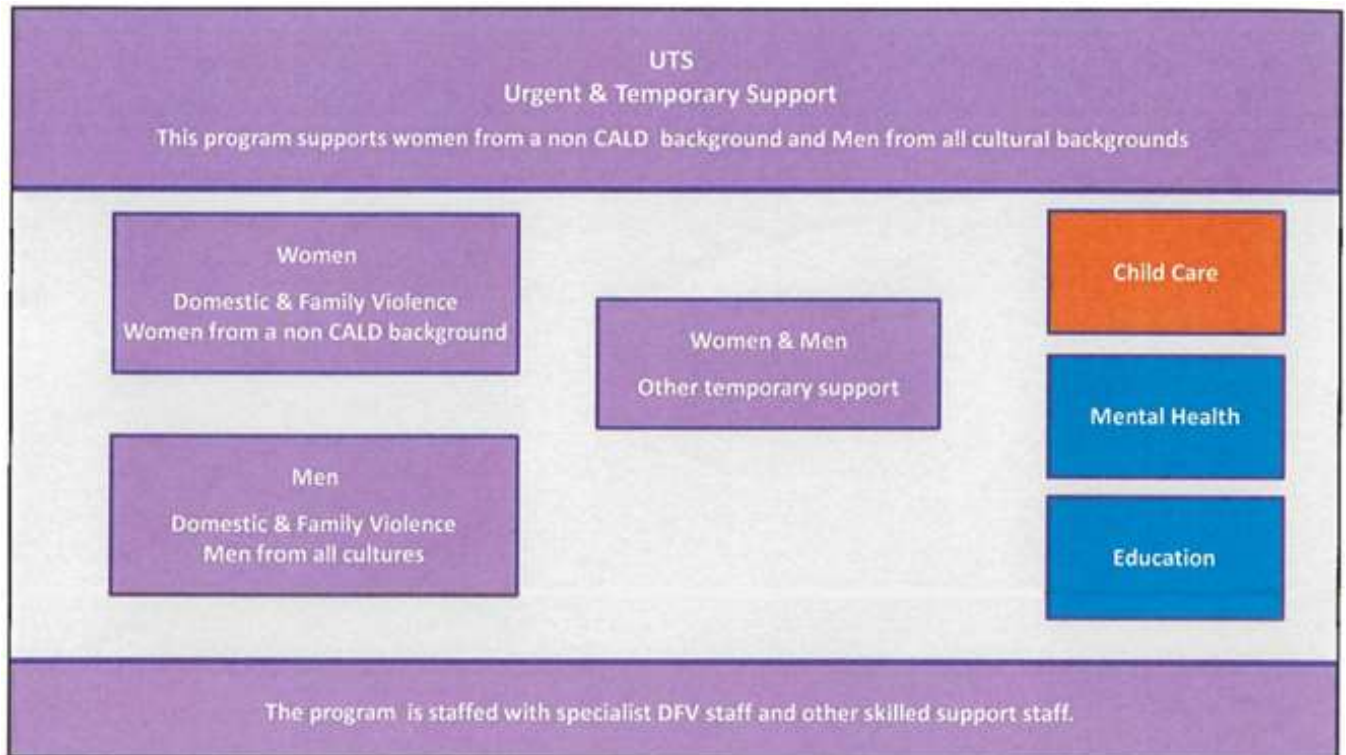 UTS
Urgent & Temporary Support
This program supports women from a non CALD background and Men from all cultural backgrounds
Women
Domestic & Family Violence
Women from a non CALD background
Men
Domestic & Family Violence
Men from all cultures
Women & Men
Other temporary support
Child Care
Mental Health
Education
The program is staffed with specialist DFV staff and other skilled support staff.